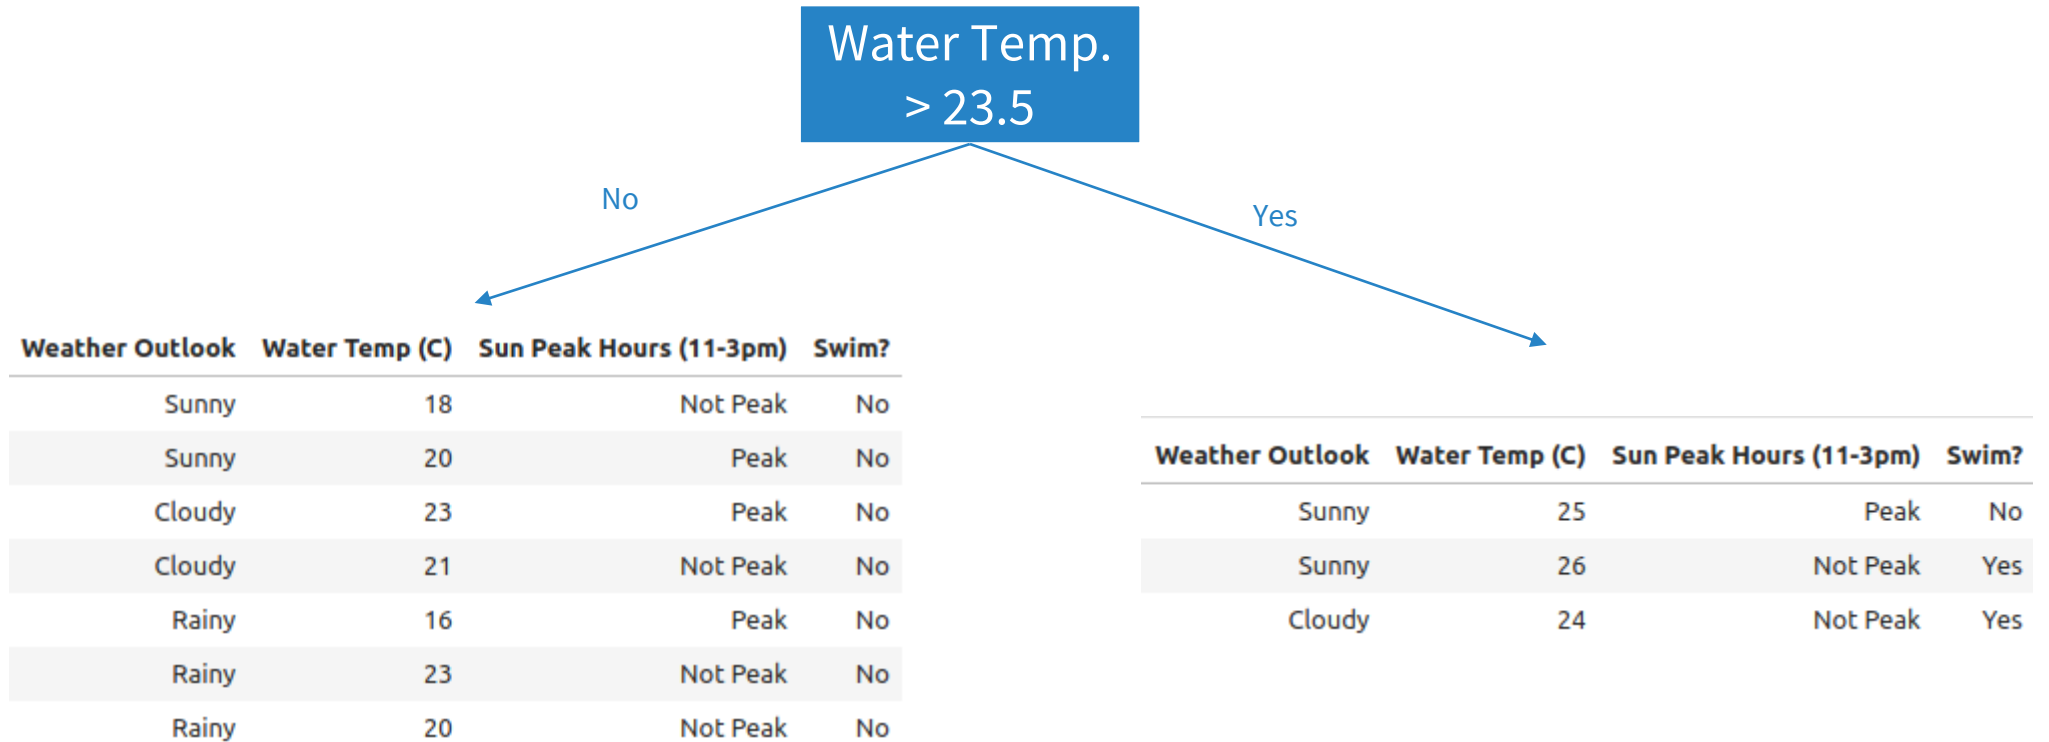 Water Temp.
> 23.5
No
Yes
Weather Outlook Water Temp (C) Sun Peak Hours (11-3pm) Swim?
Sunny 18 Not Peak No
Sunny 20 Peak No
Cloudy 23 Peak No
Cloudy 21 Not Peak No
Rainy 16 Peak No
Rainy 23 Not Peak No
Rainy 20 Not Peak No
Weather Outlook Water Temp (C) Sun Peak Hours (11-3pm) Swim?
Sunny 25 Peak No
Sunny 26 Not Peak Yes
Cloudy 24 Not Peak Yes